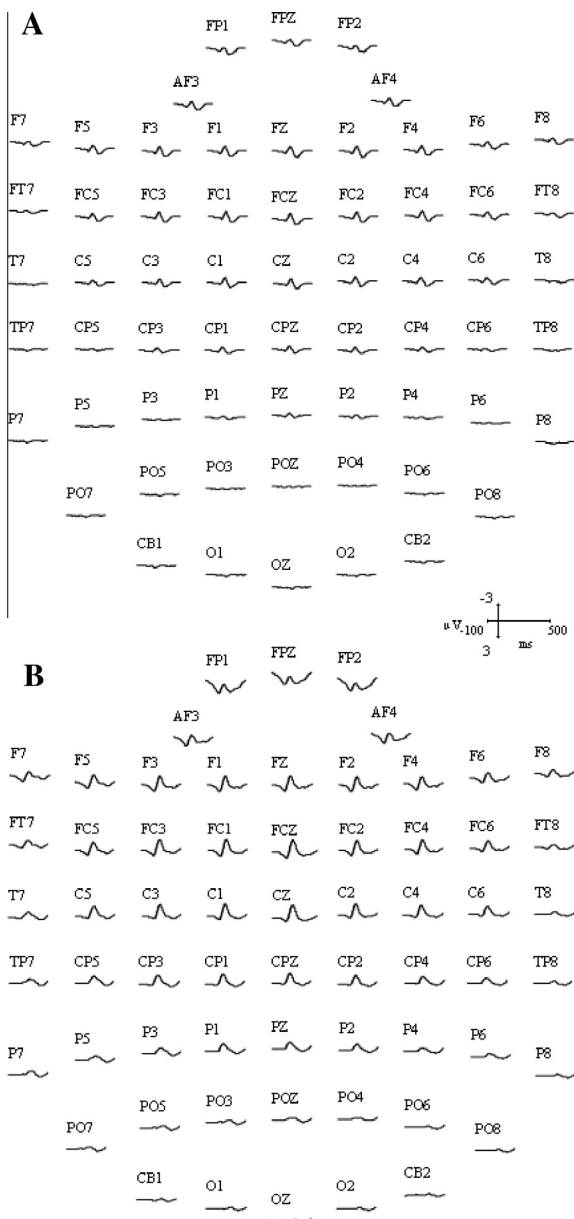 A
FP1 FPZ FP2
AF3 AF4
F7 F5 F3 F1 FZ F2 F4 F6 F8
FT7 FC5 FC3 FC1 FCZ FC2 FC4 FC6 FT8
T7 C5 C3 C1 CZ C2 C4 C6 T8
TP7 CP5 CP3 CP1 CPZ CP2 CP4 CP6 TP8
P7 P5 P3 P1 PZ P2 P4 P6 P8
PO7 PO5 PO3 POZ PO4 PO6 PO8
CB1 O1 OZ O2 CB2
-3
μV -100 500
3 ms
B
FP1 FPZ FP2
AF3 AF4
F7 F5 F3 F1 FZ F2 F4 F6 F8
FT7 FC5 FC3 FC1 FCZ FC2 FC4 FC6 FT8
T7 C5 C3 C1 CZ C2 C4 C6 T8
TP7 CP5 CP3 CP1 CPZ CP2 CP4 CP6 TP8
P7 P5 P3 P1 PZ P2 P4 P6 P8
PO7 PO5 PO3 POZ PO4 PO6 PO8
CB1 O1 OZ O2 CB2